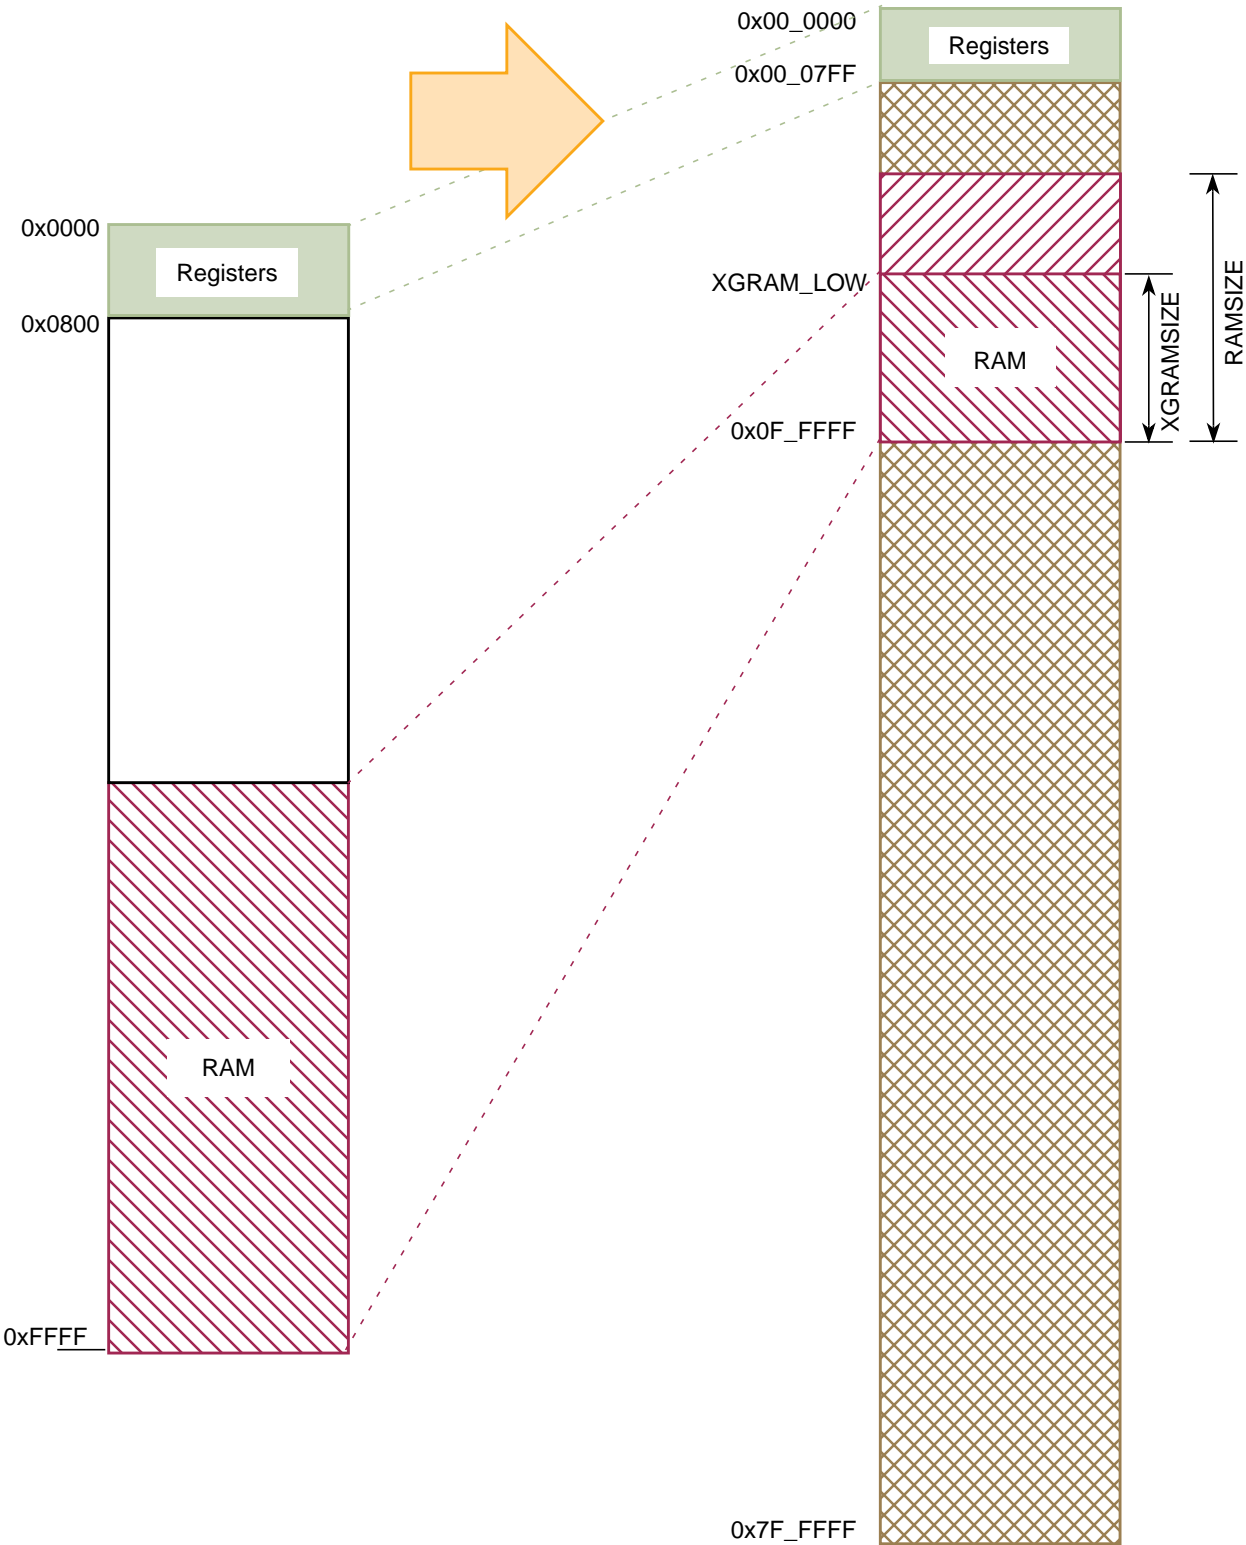 0x0000
Registers
0x0800
RAM
0xFFFF
0x00_0000
Registers
0x00_07FF
XGRAM_LOW
RAM
0x0F_FFFF
XGRAMSIZE
RAMSIZE
0x7F_FFFF